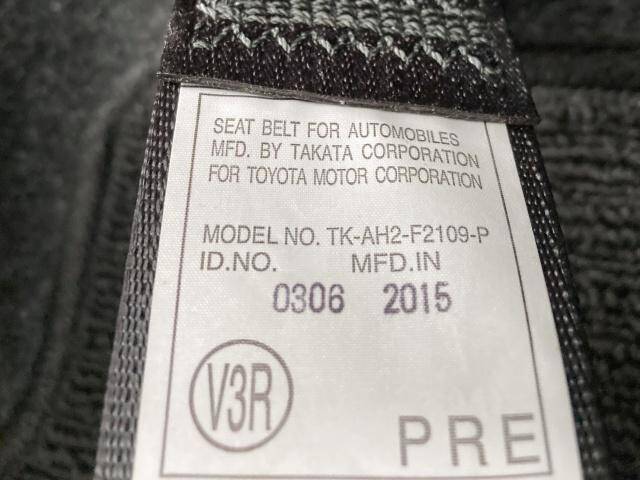 SEAT BELT FOR AUTOMOBILES
MFD. BY TAKATA CORPORATION
FOR TOYOTA MOTOR CORPORATION
MODEL NO. TK-AH2-F2109-P
ID.NO. MFD.IN
0306 2015
V3R
PRE